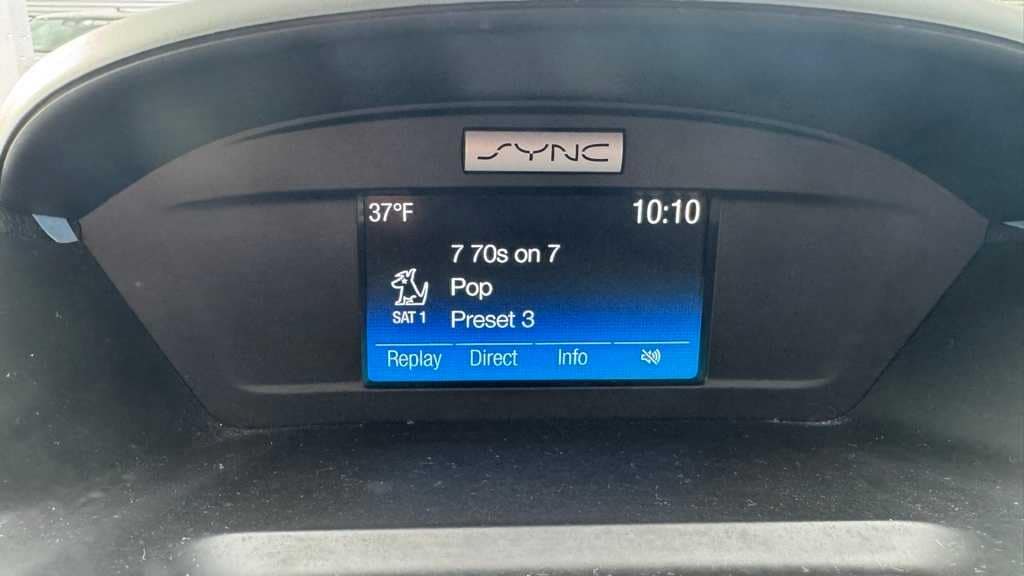 SYNC
37°F 10:10
7 70s on 7
Pop
SAT 1 Preset 3
Replay Direct Info